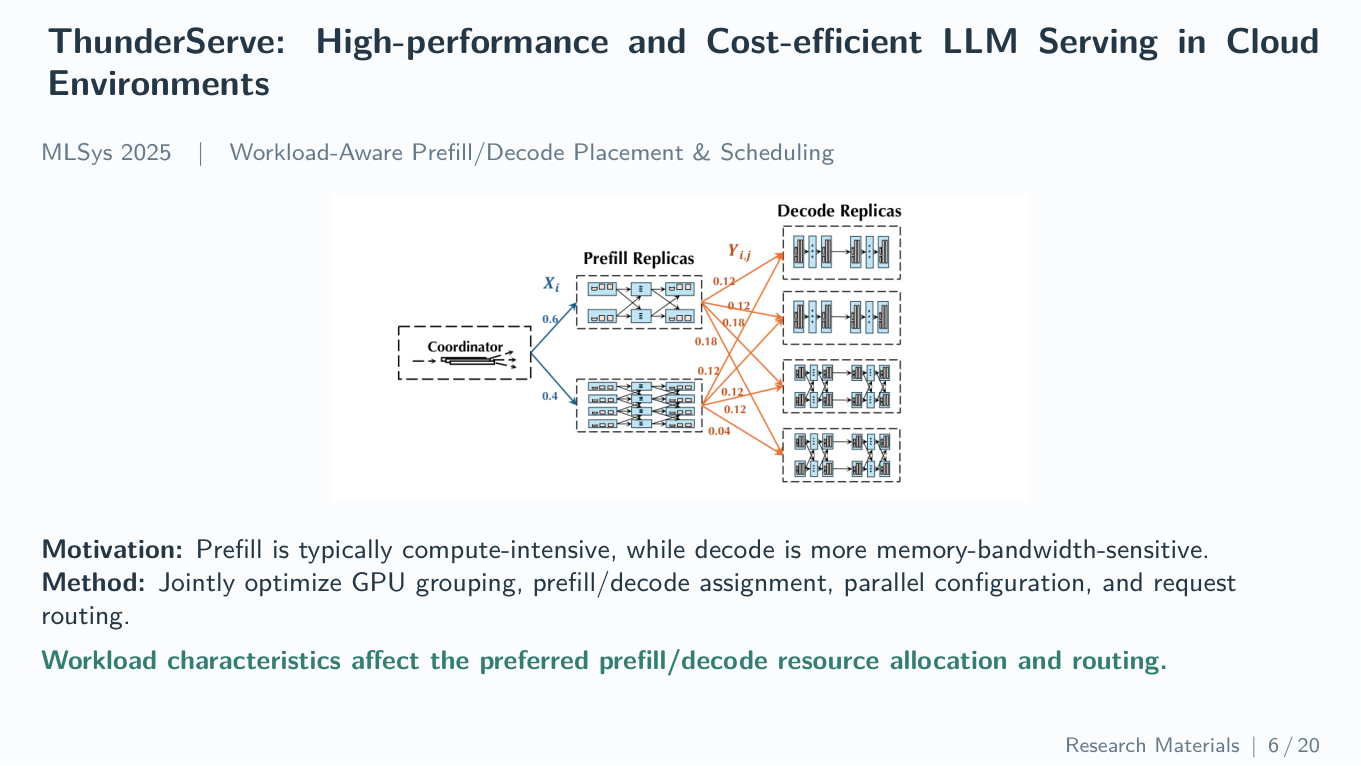 ThunderServe: High-performance and Cost-efficient LLM Serving in Cloud
Environments
MLSys 2025 | Workload-Aware Prefill/Decode Placement & Scheduling
Decode Replicas
Prefill Replicas
Coordinator
X_i
0.6
0.4
Y_{i,j}
0.12
0.12
0.18
0.18
0.12
0.12
0.12
0.04
Motivation: Prefill is typically compute-intensive, while decode is more memory-bandwidth-sensitive.
Method: Jointly optimize GPU grouping, prefill/decode assignment, parallel configuration, and request
routing.
Workload characteristics affect the preferred prefill/decode resource allocation and routing.
Research Materials | 6 / 20